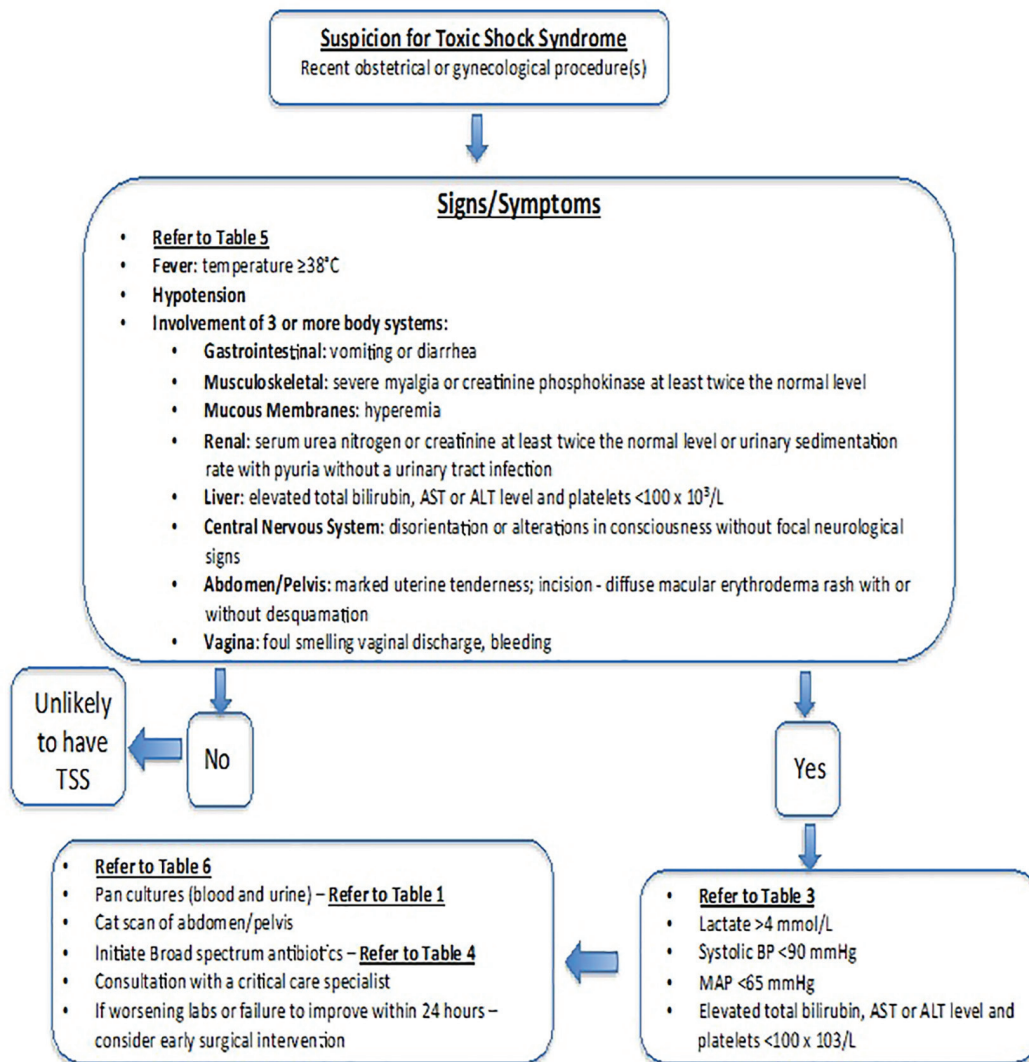 Suspicion for Toxic Shock Syndrome
Recent obstetrical or gynecological procedure(s)
Signs/Symptoms
• Refer to Table 5
• Fever: temperature ≥38°C
• Hypotension
• Involvement of 3 or more body systems:
• Gastrointestinal: vomiting or diarrhea
• Musculoskeletal: severe myalgia or creatinine phosphokinase at least twice the normal level
• Mucous Membranes: hyperemia
• Renal: serum urea nitrogen or creatinine at least twice the normal level or urinary sedimentation
rate with pyuria without a urinary tract infection
• Liver: elevated total bilirubin, AST or ALT level and platelets <100 x 10³/L
• Central Nervous System: disorientation or alterations in consciousness without focal neurological
signs
• Abdomen/Pelvis: marked uterine tenderness; incision - diffuse macular erythroderma rash with or
without desquamation
• Vagina: foul smelling vaginal discharge, bleeding
Unlikely
to have
TSS
No
Yes
• Refer to Table 6
• Pan cultures (blood and urine) – Refer to Table 1
• Cat scan of abdomen/pelvis
• Initiate Broad spectrum antibiotics – Refer to Table 4
• Consultation with a critical care specialist
• If worsening labs or failure to improve within 24 hours –
consider early surgical intervention
• Refer to Table 3
• Lactate >4 mmol/L
• Systolic BP <90 mmHg
• MAP <65 mmHg
• Elevated total bilirubin, AST or ALT level and
platelets <100 x 103/L